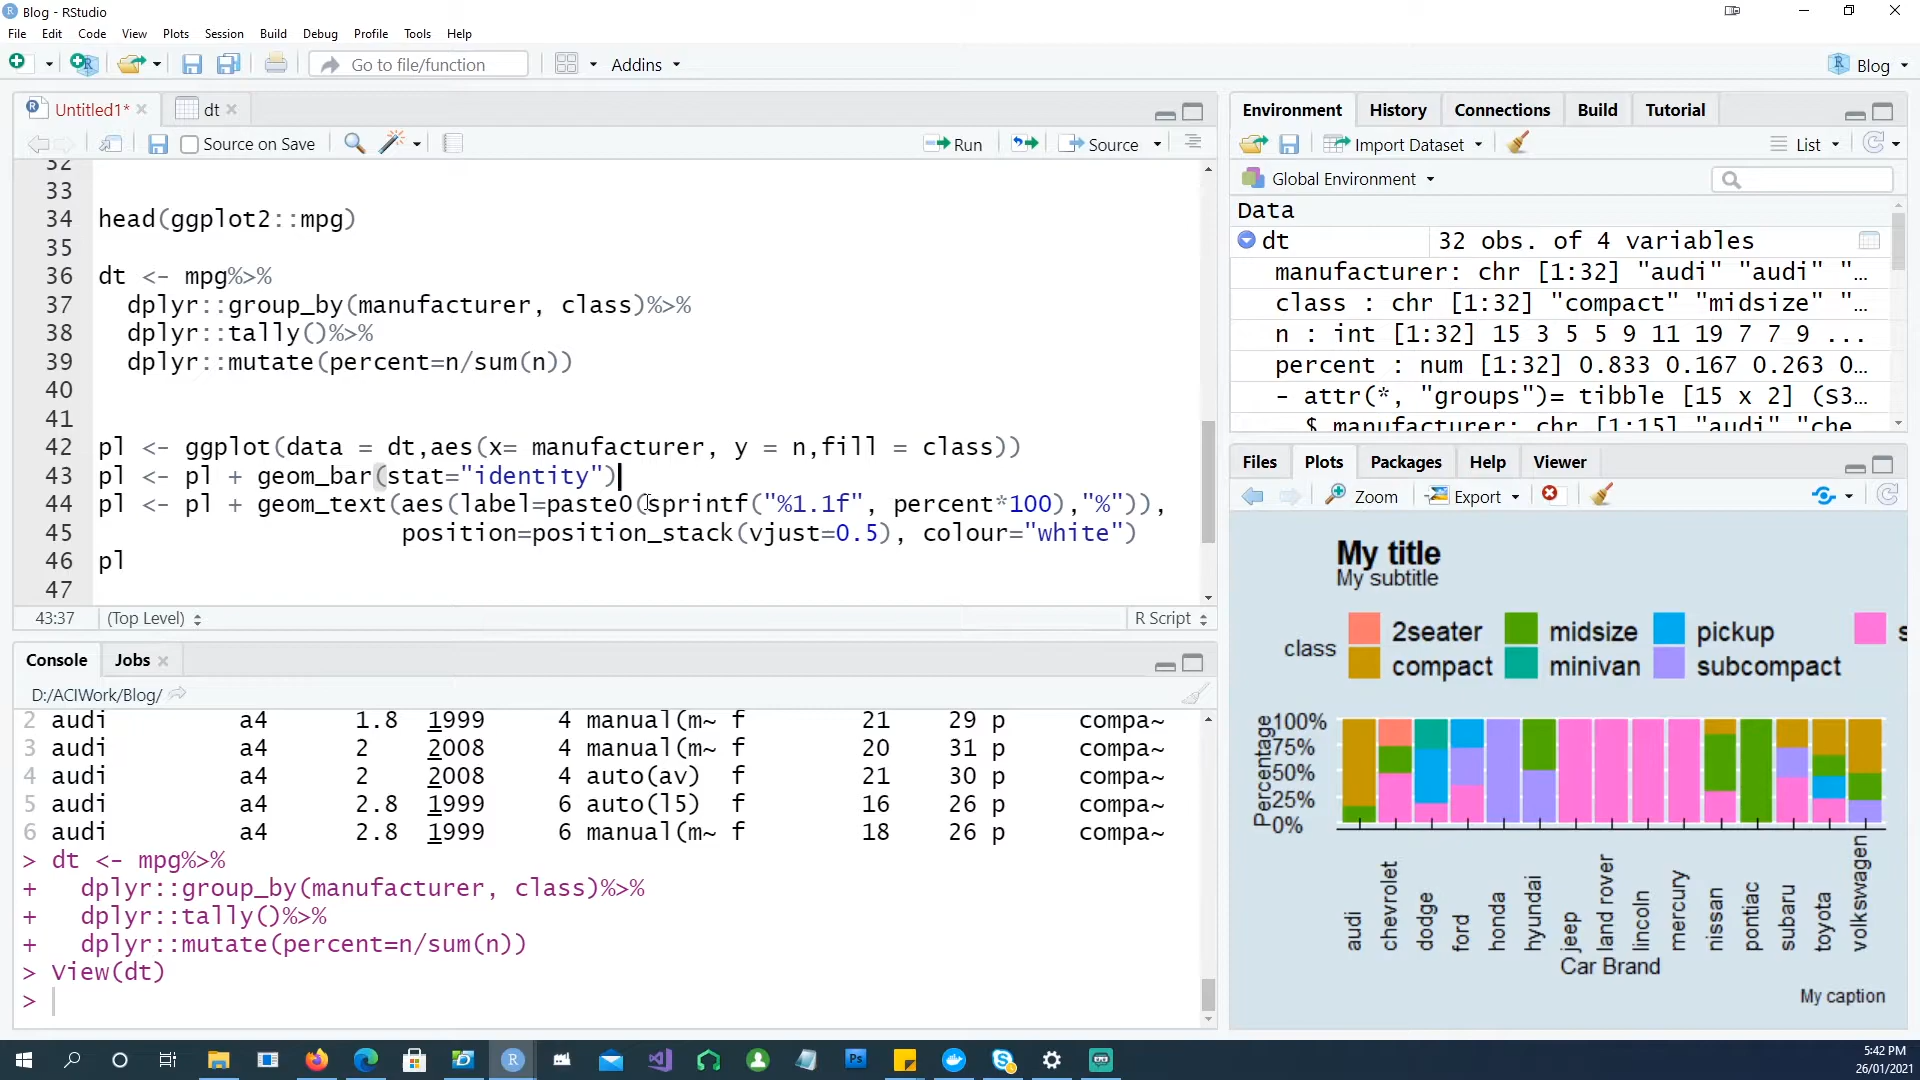 Blog - RStudio
File Edit Code View Plots Session Build Debug Profile Tools Help
Go to file/function Addins Blog
Untitled1* dt
Source on Save Run Source
32
33
34 head(ggplot2::mpg)
35
36 dt <- mpg%>%
37 dplyr::group_by(manufacturer, class)%>%
38 dplyr::tally()%>%
39 dplyr::mutate(percent=n/sum(n))
40
41
42 pl <- ggplot(data = dt,aes(x= manufacturer, y = n,fill = class))
43 pl <- pl + geom_bar(stat="identity")
44 pl <- pl + geom_text(aes(label=paste0(sprintf("%1.1f", percent*100),"%")),
45 position=position_stack(vjust=0.5), colour="white")
46 pl
47
43:37 (Top Level) R Script
Console Jobs
D:/ACIWork/Blog/
2 audi a4 1.8 1999 4 manual(m~ f 21 29 p compa~
3 audi a4 2 2008 4 manual(m~ f 20 31 p compa~
4 audi a4 2 2008 4 auto(av) f 21 30 p compa~
5 audi a4 2.8 1999 6 auto(l5) f 16 26 p compa~
6 audi a4 2.8 1999 6 manual(m~ f 18 26 p compa~
> dt <- mpg%>%
+ dplyr::group_by(manufacturer, class)%>%
+ dplyr::tally()%>%
+ dplyr::mutate(percent=n/sum(n))
> View(dt)
>
Environment History Connections Build Tutorial
Import Dataset List
Global Environment
Data
dt 32 obs. of 4 variables
manufacturer: chr [1:32] "audi" "audi" "…
class : chr [1:32] "compact" "midsize" "…
n : int [1:32] 15 3 5 5 9 11 19 7 7 9 ...
percent : num [1:32] 0.833 0.167 0.263 0…
- attr(*, "groups")= tibble [15 x 2] (S3…
$ manufacturer: chr [1:15] "audi" "che
Files Plots Packages Help Viewer
Zoom Export
My title
My subtitle
class
2seater midsize pickup s
compact minivan subcompact
Percentage
100%
75%
50%
25%
0%
audi chevrolet dodge ford honda hyundai jeep land rover lincoln mercury nissan pontiac subaru toyota volkswagen
Car Brand
My caption
Ps
5:42 PM
26/01/2021